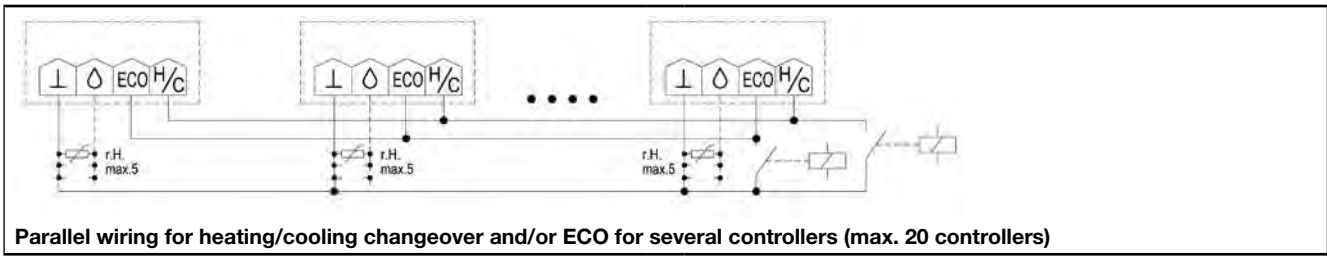 ⊥ ECO H/C
⊥ ECO H/C
⊥ ECO H/C
r.H.
max.5
r.H.
max.5
r.H.
max.5
Parallel wiring for heating/cooling changeover and/or ECO for several controllers (max. 20 controllers)